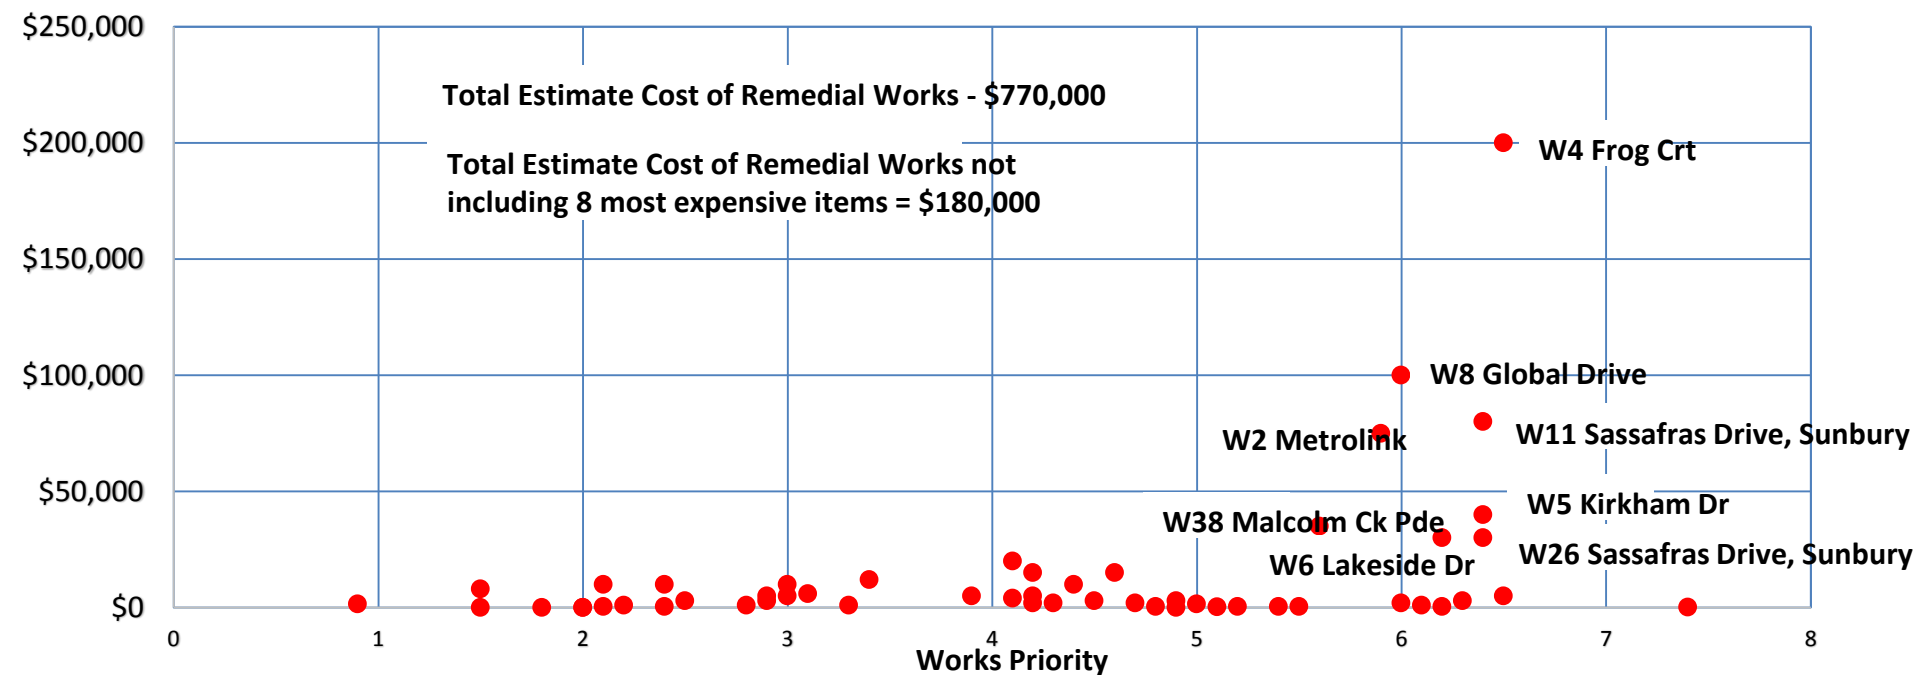 $250,000
Total Estimate Cost of Remedial Works - $770,000
$200,000
W4 Frog Crt
Total Estimate Cost of Remedial Works not
including 8 most expensive items = $180,000
$150,000
$100,000
W8 Global Drive
W2 Metrolink
W11 Sassafras Drive, Sunbury
$50,000
W5 Kirkham Dr
W38 Malcolm Ck Pde
W26 Sassafras Drive, Sunbury
W6 Lakeside Dr
$0
0 1 2 3 4 5 6 7 8
Works Priority